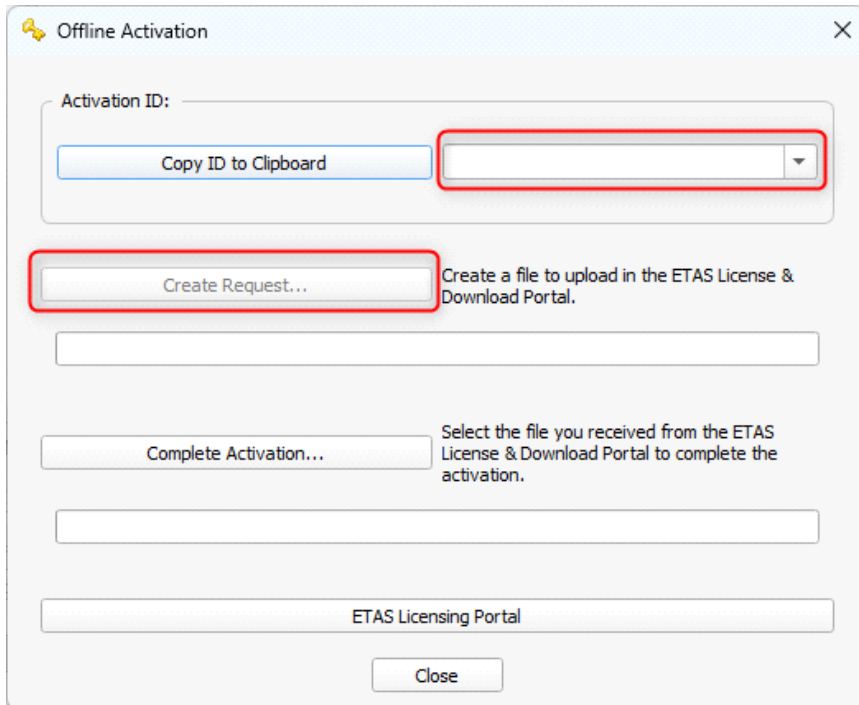 Offline Activation
Activation ID:
Copy ID to Clipboard
Create Request...
Create a file to upload in the ETAS License &
Download Portal.
Complete Activation...
Select the file you received from the ETAS
License & Download Portal to complete the
activation.
ETAS Licensing Portal
Close